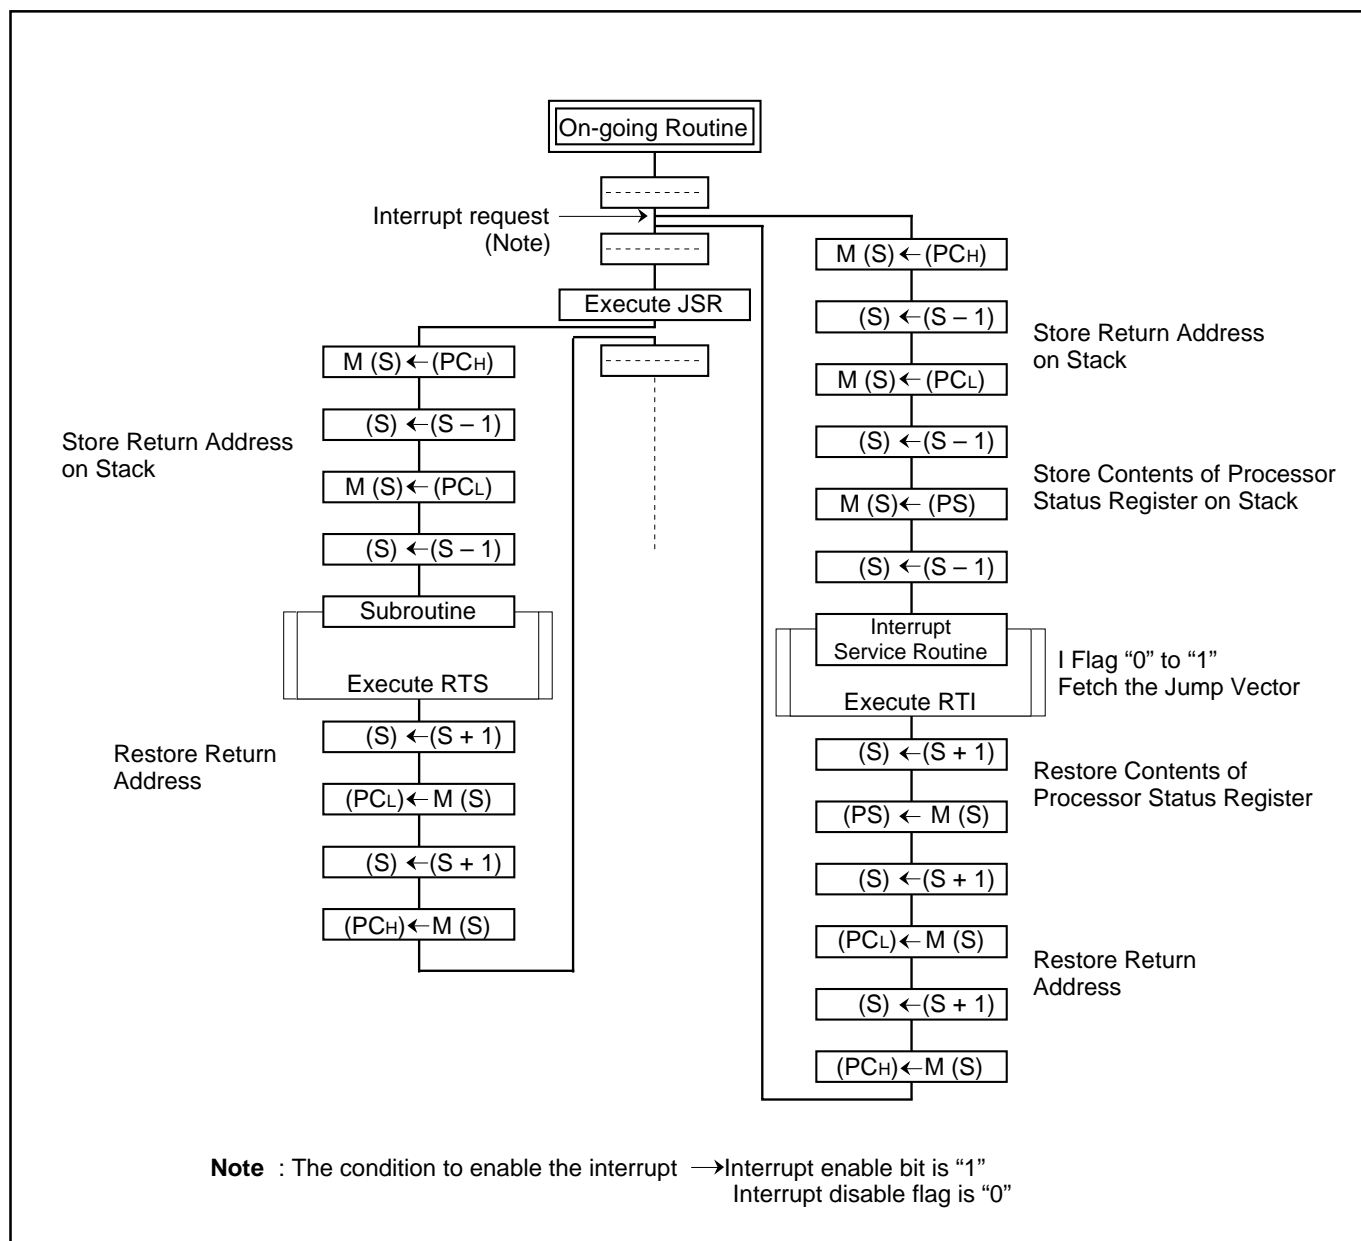 On-going Routine
Interrupt request
(Note)
Execute JSR
M (S) ← (PCH)
(S) ← (S – 1)
M (S) ← (PCL)
(S) ← (S – 1)
Store Return Address
on Stack
Subroutine
Execute RTS
(S) ← (S + 1)
(PCL) ← M (S)
(S) ← (S + 1)
(PCH) ← M (S)
Restore Return
Address
M (S) ← (PCH)
(S) ← (S – 1)
M (S) ← (PCL)
(S) ← (S – 1)
M (S) ← (PS)
(S) ← (S – 1)
Store Return Address
on Stack
Store Contents of Processor
Status Register on Stack
Interrupt
Service Routine
Execute RTI
I Flag “0” to “1”
Fetch the Jump Vector
(S) ← (S + 1)
(PS) ← M (S)
(S) ← (S + 1)
(PCL) ← M (S)
(S) ← (S + 1)
(PCH) ← M (S)
Restore Contents of
Processor Status Register
Restore Return
Address
Note : The condition to enable the interrupt → Interrupt enable bit is “1”
Interrupt disable flag is “0”